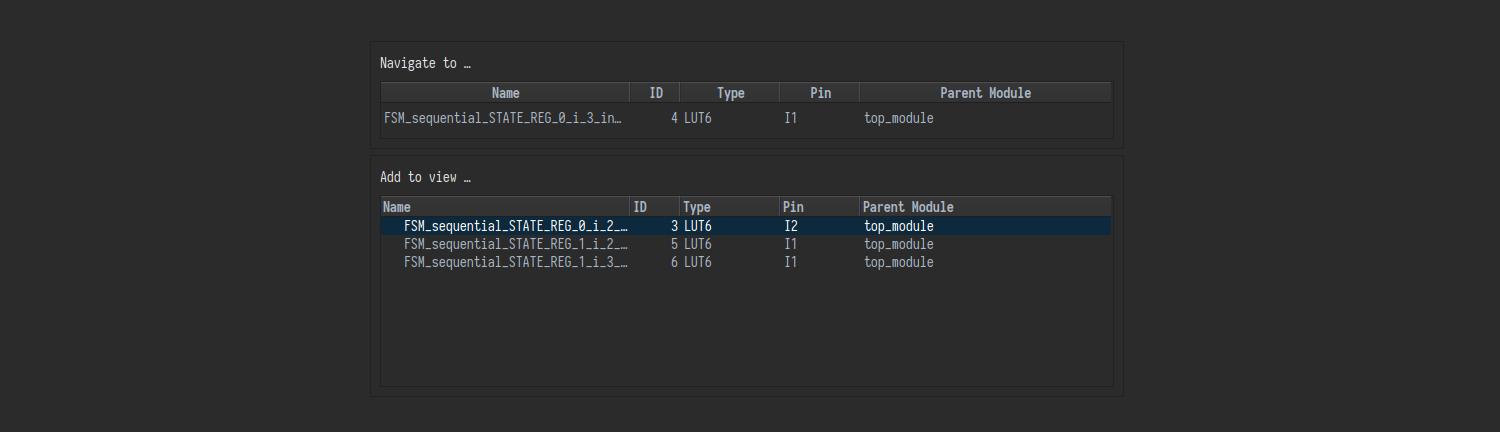 Navigate to …
Name ID Type Pin Parent Module
FSM_sequential_STATE_REG_0_i_3_in… 4 LUT6 I1 top_module
Add to view …
Name ID Type Pin Parent Module
FSM_sequential_STATE_REG_0_i_2_… 3 LUT6 I2 top_module
FSM_sequential_STATE_REG_1_i_2_… 5 LUT6 I1 top_module
FSM_sequential_STATE_REG_1_i_3_… 6 LUT6 I1 top_module